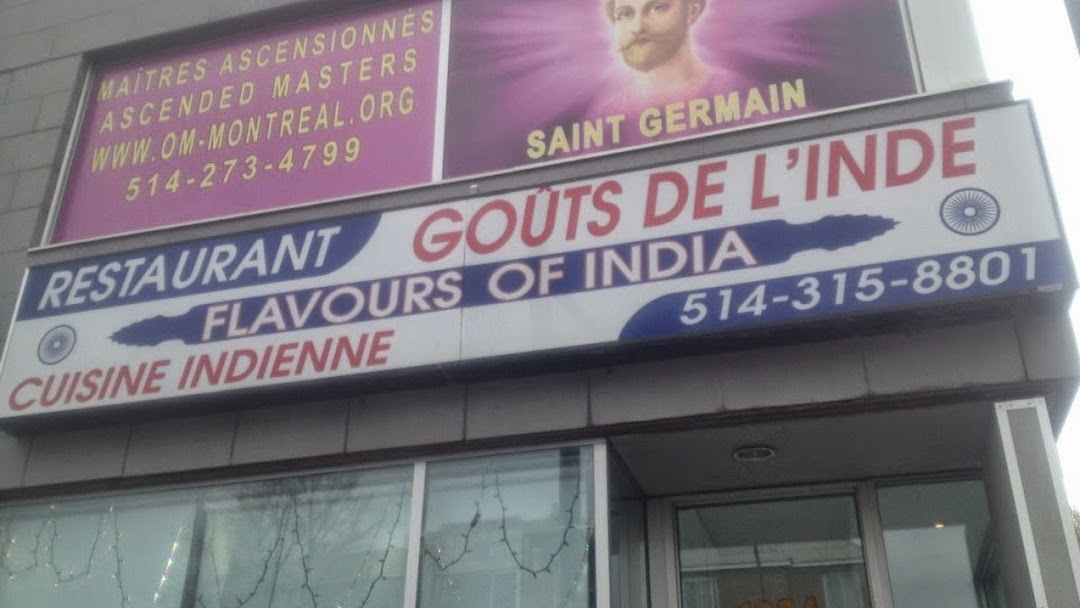 MAÎTRES ASCENSIONNÉS
ASCENDED MASTERS
WWW.OM-MONTREAL.ORG
514-273-4799
SAINT GERMAIN
RESTAURANT
GOÛTS DE L'INDE
FLAVOURS OF INDIA
CUISINE INDIENNE
514-315-8801